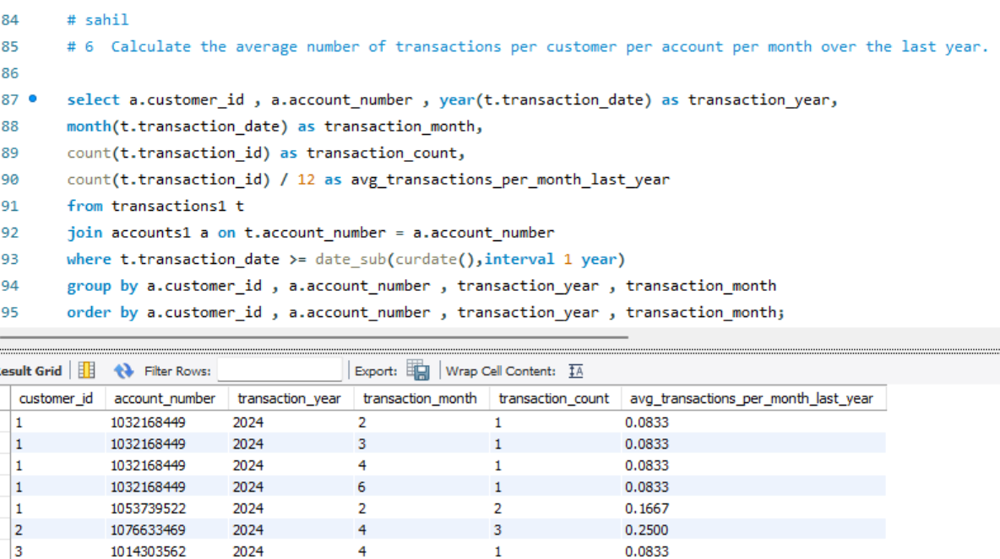 84 # sahil
85 # 6 Calculate the average number of transactions per customer per account per month over the last year.
86
87 select a.customer_id , a.account_number , year(t.transaction_date) as transaction_year,
88 month(t.transaction_date) as transaction_month,
89 count(t.transaction_id) as transaction_count,
90 count(t.transaction_id) / 12 as avg_transactions_per_month_last_year
91 from transactions1 t
92 join accounts1 a on t.account_number = a.account_number
93 where t.transaction_date >= date_sub(curdate(),interval 1 year)
94 group by a.customer_id , a.account_number , transaction_year , transaction_month
95 order by a.customer_id , a.account_number , transaction_year , transaction_month;
esult Grid Filter Rows: Export: Wrap Cell Content: IA
customer_id account_number transaction_year transaction_month transaction_count avg_transactions_per_month_last_year
1 1032168449 2024 2 1 0.0833
1 1032168449 2024 3 1 0.0833
1 1032168449 2024 4 1 0.0833
1 1032168449 2024 6 1 0.0833
1 1053739522 2024 2 2 0.1667
2 1076633469 2024 4 3 0.2500
3 1014303562 2024 4 1 0.0833